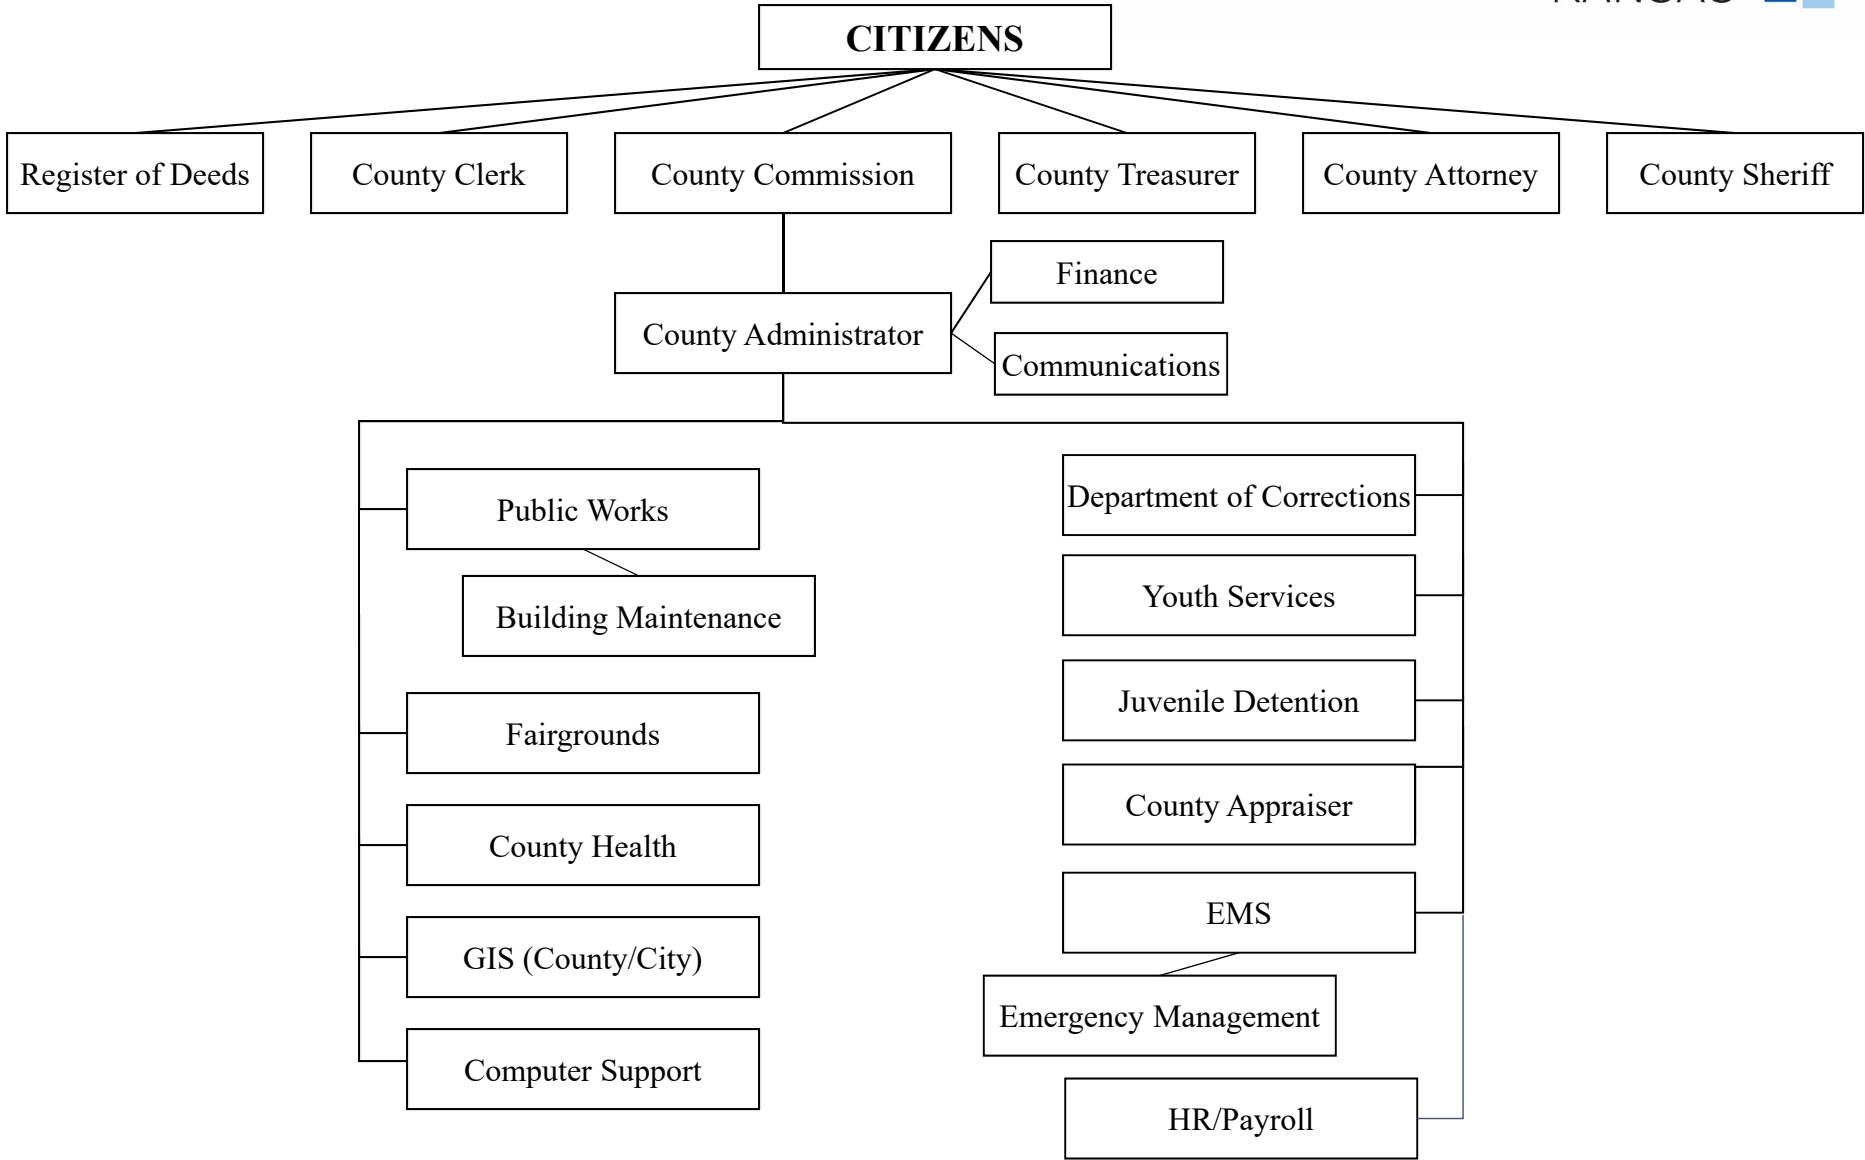 CITIZENS
Register of Deeds
County Clerk
County Commission
County Treasurer
County Attorney
County Sheriff
Finance
County Administrator
Communications
Public Works
Department of Corrections
Building Maintenance
Youth Services
Fairgrounds
Juvenile Detention
County Health
County Appraiser
GIS (County/City)
EMS
Computer Support
Emergency Management
HR/Payroll